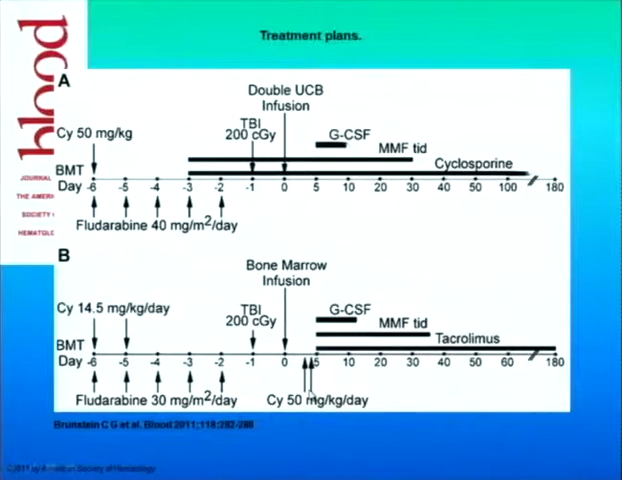 blood
JOURNAL
THE AMERI
SOCIETY
HEMATOL
Treatment plans.
A
Double UCB
Infusion
Cy 50 mg/kg
TBI
200 cGy
G-CSF
MMF tid
Cyclosporine
BMT
Day -6 -5 -4 -3 -2 -1 0 5 10 20 30 40 50 100 180
Fludarabine 40 mg/m2/day
B
Bone Marrow
Infusion
Cy 14.5 mg/kg/day
TBI
200 cGy
G-CSF
MMF tid
Tacrolimus
BMT
Day -6 -5 -4 -3 -2 -1 0 5 10 20 30 40 50 60 180
Fludarabine 30 mg/m2/day
Cy 50 mg/kg/day
Brunstein C G et al. Blood 2011;118:282-288
©2011 by American Society of Hematology